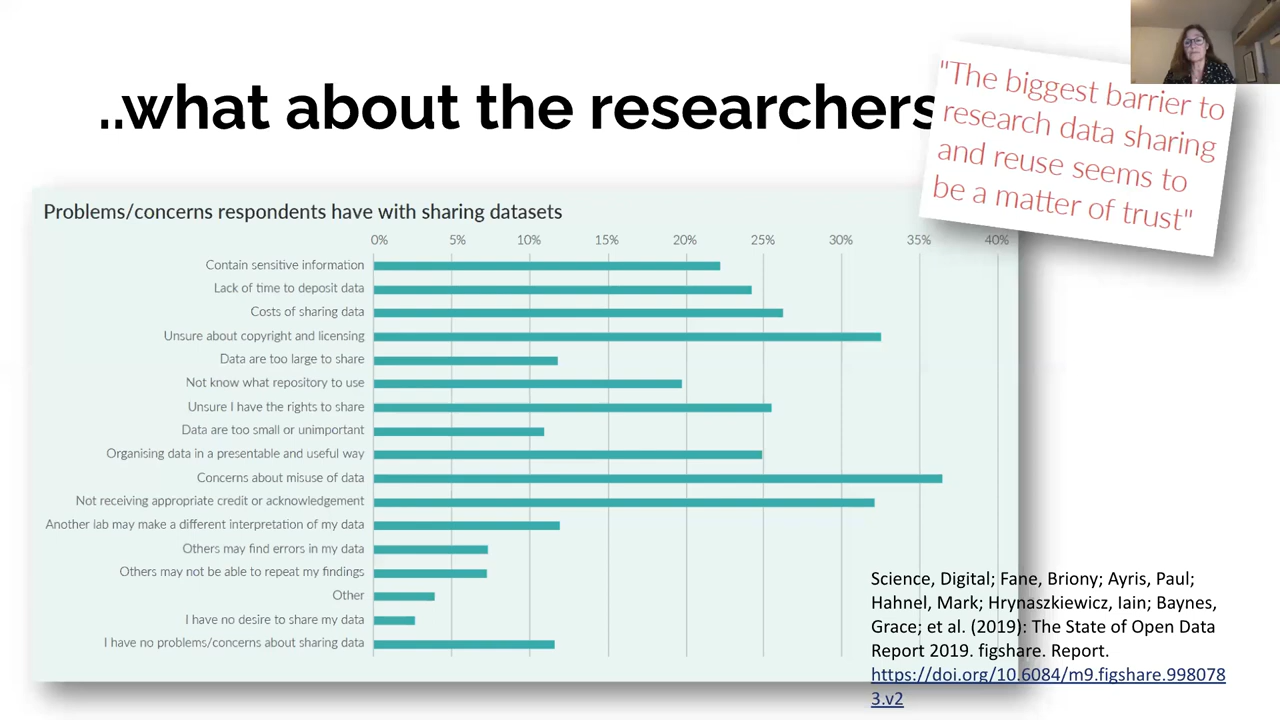 ..what about the researchers
"The biggest barrier to
research data sharing
and reuse seems to
be a matter of trust"
Problems/concerns respondents have with sharing datasets
0% 5% 10% 15% 20% 25% 30% 35% 40%
Contain sensitive information
Lack of time to deposit data
Costs of sharing data
Unsure about copyright and licensing
Data are too large to share
Not know what repository to use
Unsure I have the rights to share
Data are too small or unimportant
Organising data in a presentable and useful way
Concerns about misuse of data
Not receiving appropriate credit or acknowledgement
Another lab may make a different interpretation of my data
Others may find errors in my data
Others may not be able to repeat my findings
Other
I have no desire to share my data
I have no problems/concerns about sharing data
Science, Digital; Fane, Briony; Ayris, Paul;
Hahnel, Mark; Hrynaszkiewicz, Iain; Baynes,
Grace; et al. (2019): The State of Open Data
Report 2019. figshare. Report.
https://doi.org/10.6084/m9.figshare.998078
3.v2